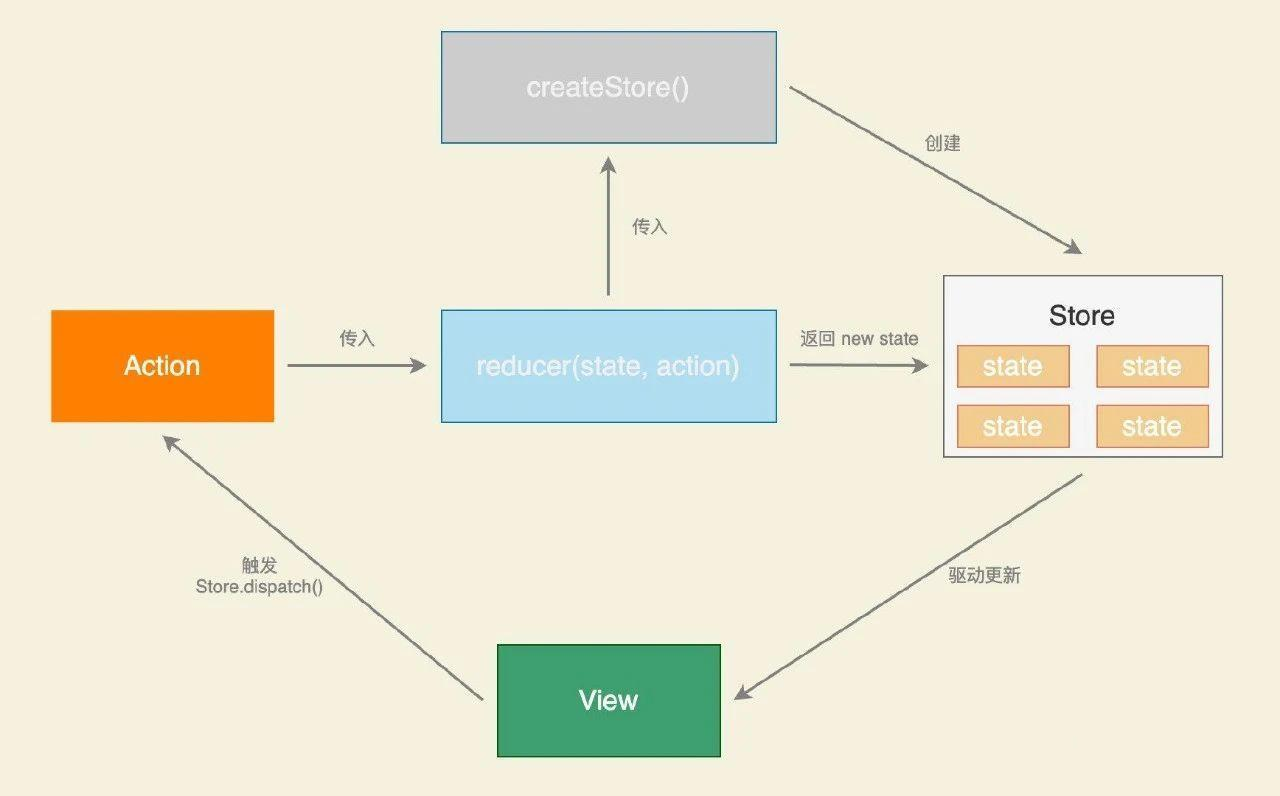 createStore()
创建
传入
Action
传入
reducer(state, action)
返回 new state
Store
state
state
state
state
触发
Store.dispatch()
驱动更新
View